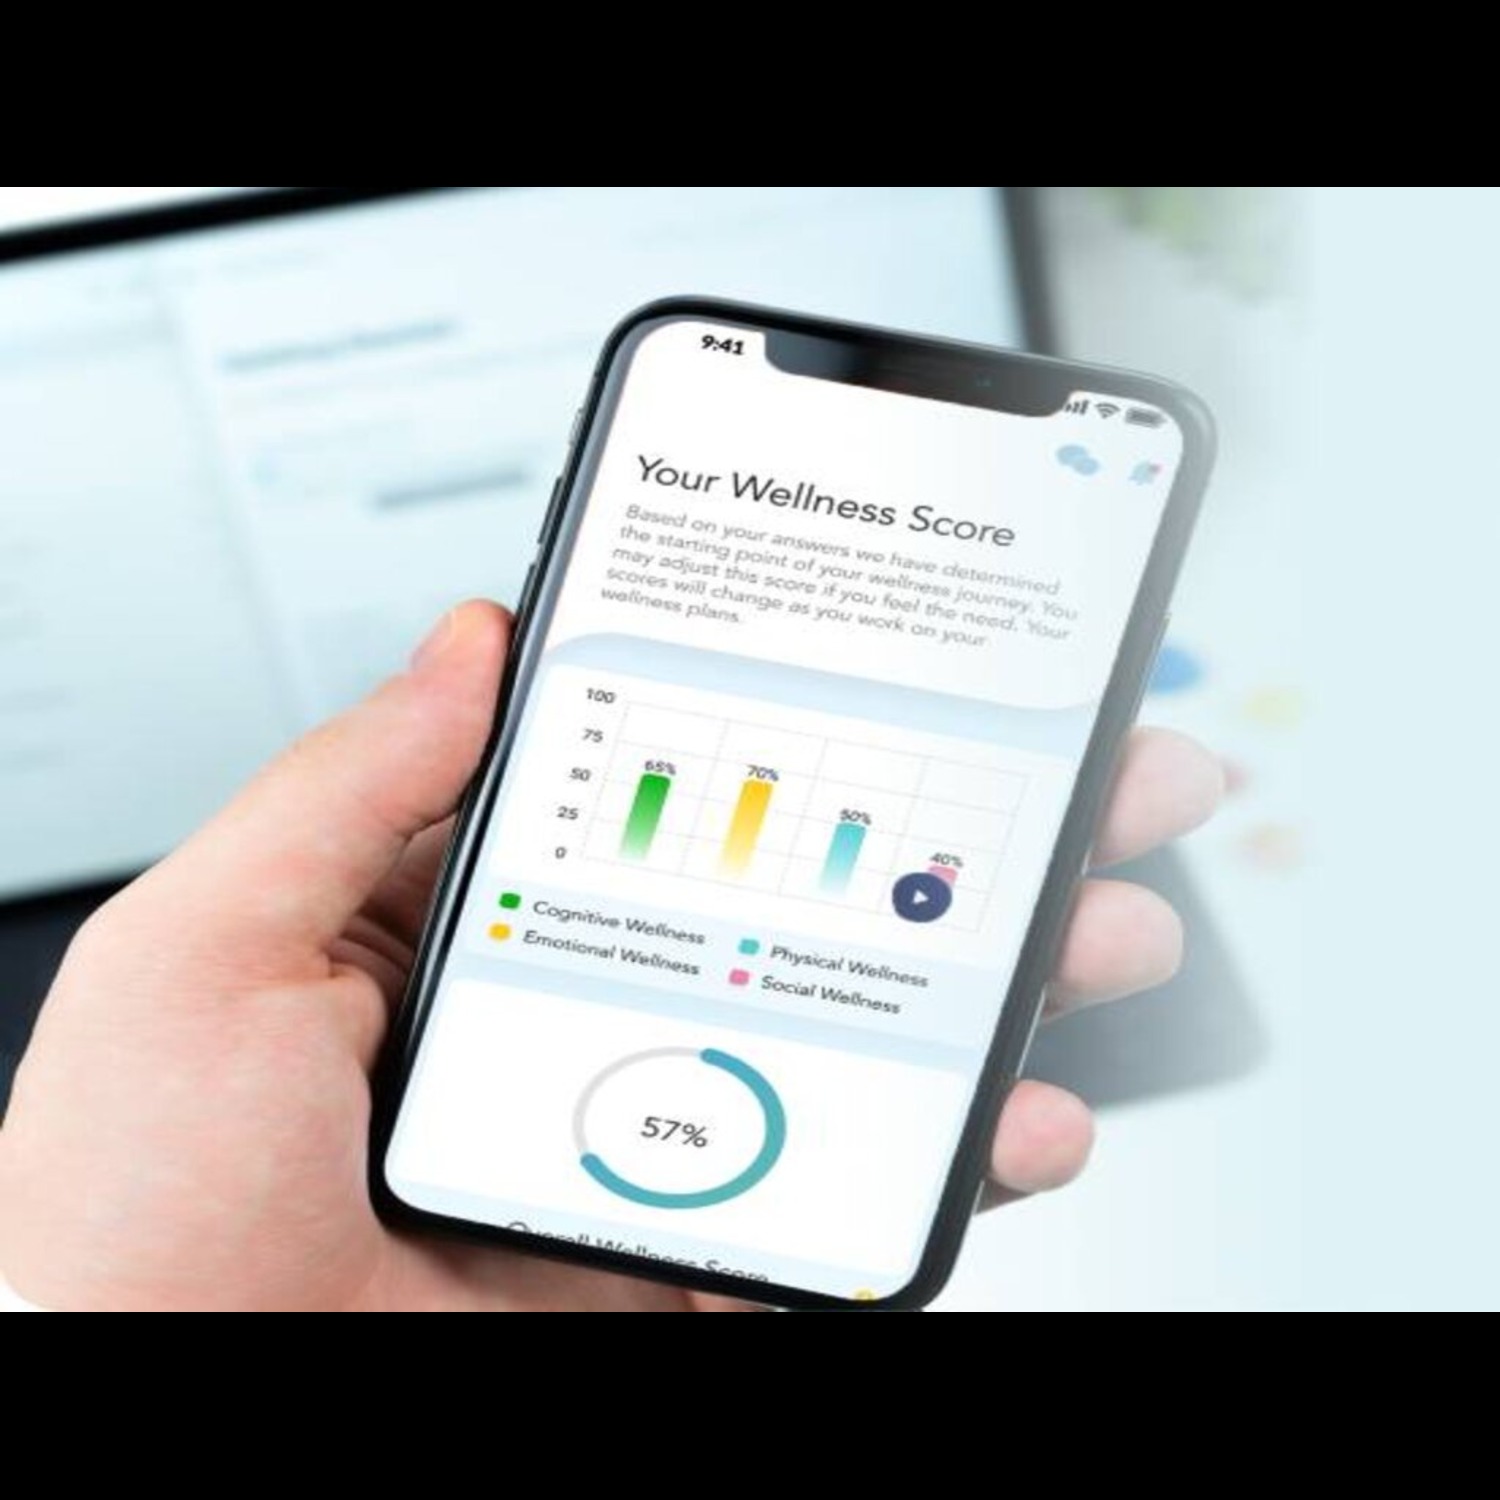 9:41
Your Wellness Score
Based on your answers we have determined
the starting point of your wellness journey. You
may adjust this score if you feel the need. Your
scores will change as you work on your
wellness plans.
100
75
50
25
0
65%
70%
50%
40%
Cognitive Wellness
Physical Wellness
Emotional Wellness
Social Wellness
57%
Overall Wellness Score